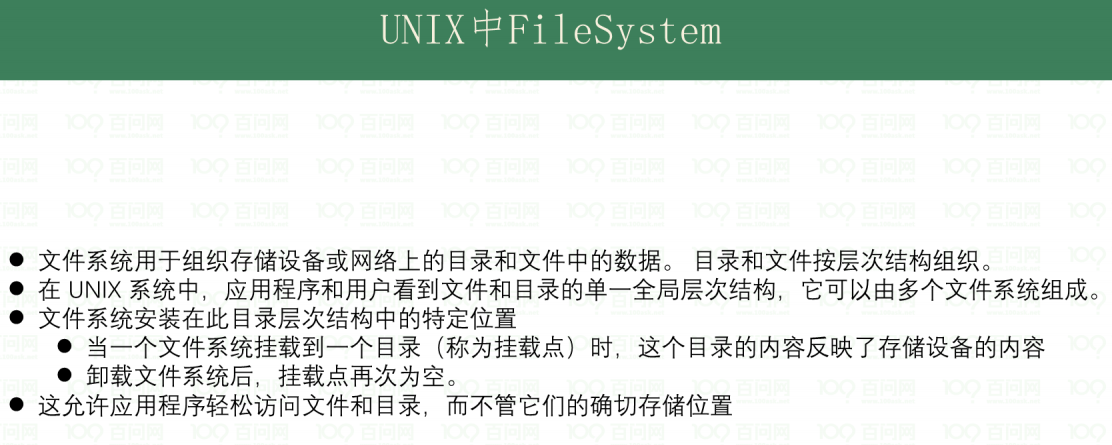 UNIX中FileSystem
● 文件系统用于组织存储设备或网络上的目录和文件中的数据。 目录和文件按层次结构组织。
● 在 UNIX 系统中，应用程序和用户看到文件和目录的单一全局层次结构，它可以由多个文件系统组成。
● 文件系统安装在此目录层次结构中的特定位置
● 当一个文件系统挂载到一个目录（称为挂载点）时，这个目录的内容反映了存储设备的内容
● 卸载文件系统后，挂载点再次为空。
● 这允许应用程序轻松访问文件和目录，而不管它们的确切存储位置